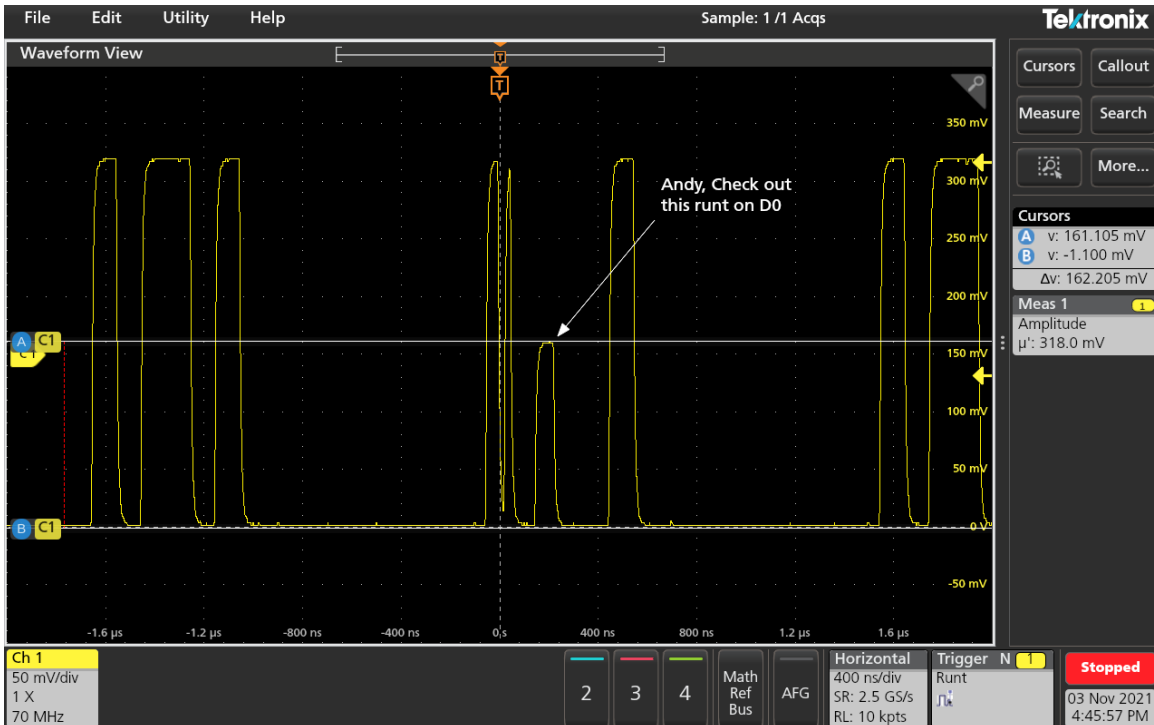 File Edit Utility Help Sample: 1 /1 Acqs Tektronix
Waveform View
T
T
Cursors Callout
Measure Search
More...
350 mV
300 mV
250 mV
200 mV
150 mV
100 mV
50 mV
0 V
-50 mV
Andy, Check out
this runt on D0
A C1
C1
B C1
-1.6 µs -1.2 µs -800 ns -400 ns 0 s 400 ns 800 ns 1.2 µs 1.6 µs
Cursors
A v: 161.105 mV
B v: -1.100 mV
Δv: 162.205 mV
Meas 1 1
Amplitude
µ': 318.0 mV
Ch 1
50 mV/div
1 X
70 MHz
2 3 4
Math
Ref
Bus
AFG
Horizontal
400 ns/div
SR: 2.5 GS/s
RL: 10 kpts
Trigger N 1
Runt
Stopped
03 Nov 2021
4:45:57 PM